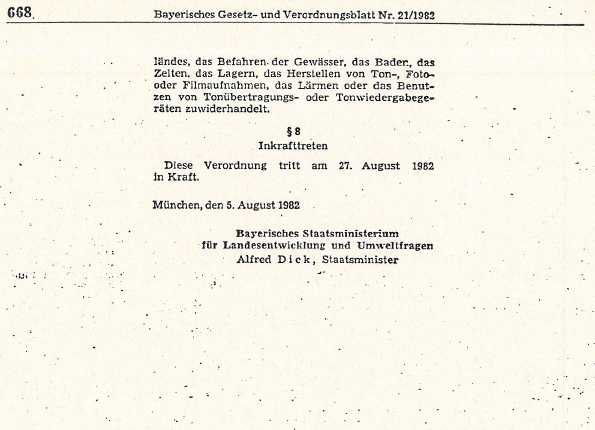 668
Bayerisches Gesetz- und Verordnungsblatt Nr. 21/1982
ländes, das Befahren der Gewässer, das Baden, das
Zelten, das Lagern, das Herstellen von Ton-, Foto-
oder Filmaufnahmen, das Lärmen oder das Benut-
zen von Tonübertragungs- oder Tonwiedergabege-
räten zuwiderhandelt.
§ 8
Inkrafttreten
Diese Verordnung tritt am 27. August 1982
in Kraft.
München, den 5. August 1982
Bayerisches Staatsministerium
für Landesentwicklung und Umweltfragen
Alfred Dick, Staatsminister